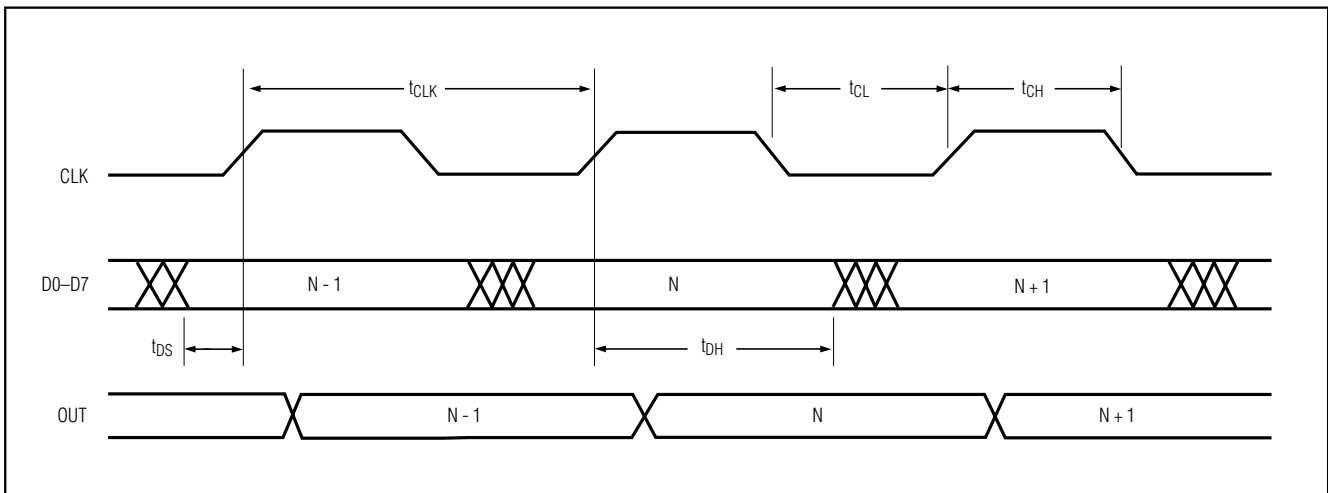 tCLK
tCL
tCH
CLK
D0–D7
N - 1
N
N + 1
tDS
tDH
OUT
N - 1
N
N + 1